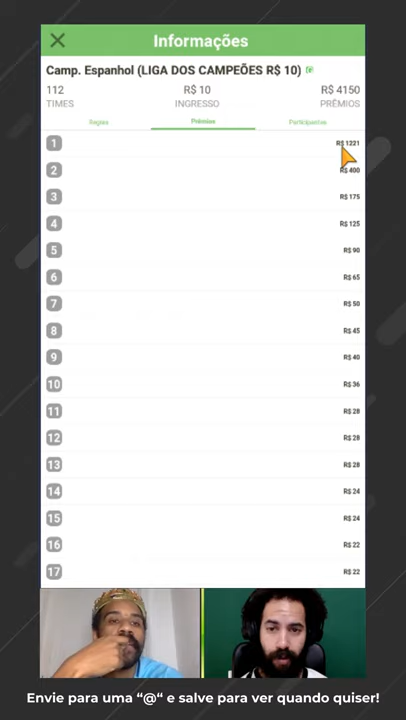 Informações
Camp. Espanhol (LIGA DOS CAMPEÕES R$ 10)
112 R$ 10 R$ 4150
TIMES INGRESSO PRÊMIOS
Regras Prêmios Participantes
1 R$ 1221
2 R$ 400
3 R$ 175
4 R$ 125
5 R$ 90
6 R$ 65
7 R$ 50
8 R$ 45
9 R$ 40
10 R$ 36
11 R$ 28
12 R$ 28
13 R$ 28
14 R$ 24
15 R$ 24
16 R$ 22
17 R$ 22
Envie para uma “@“ e salve para ver quando quiser!